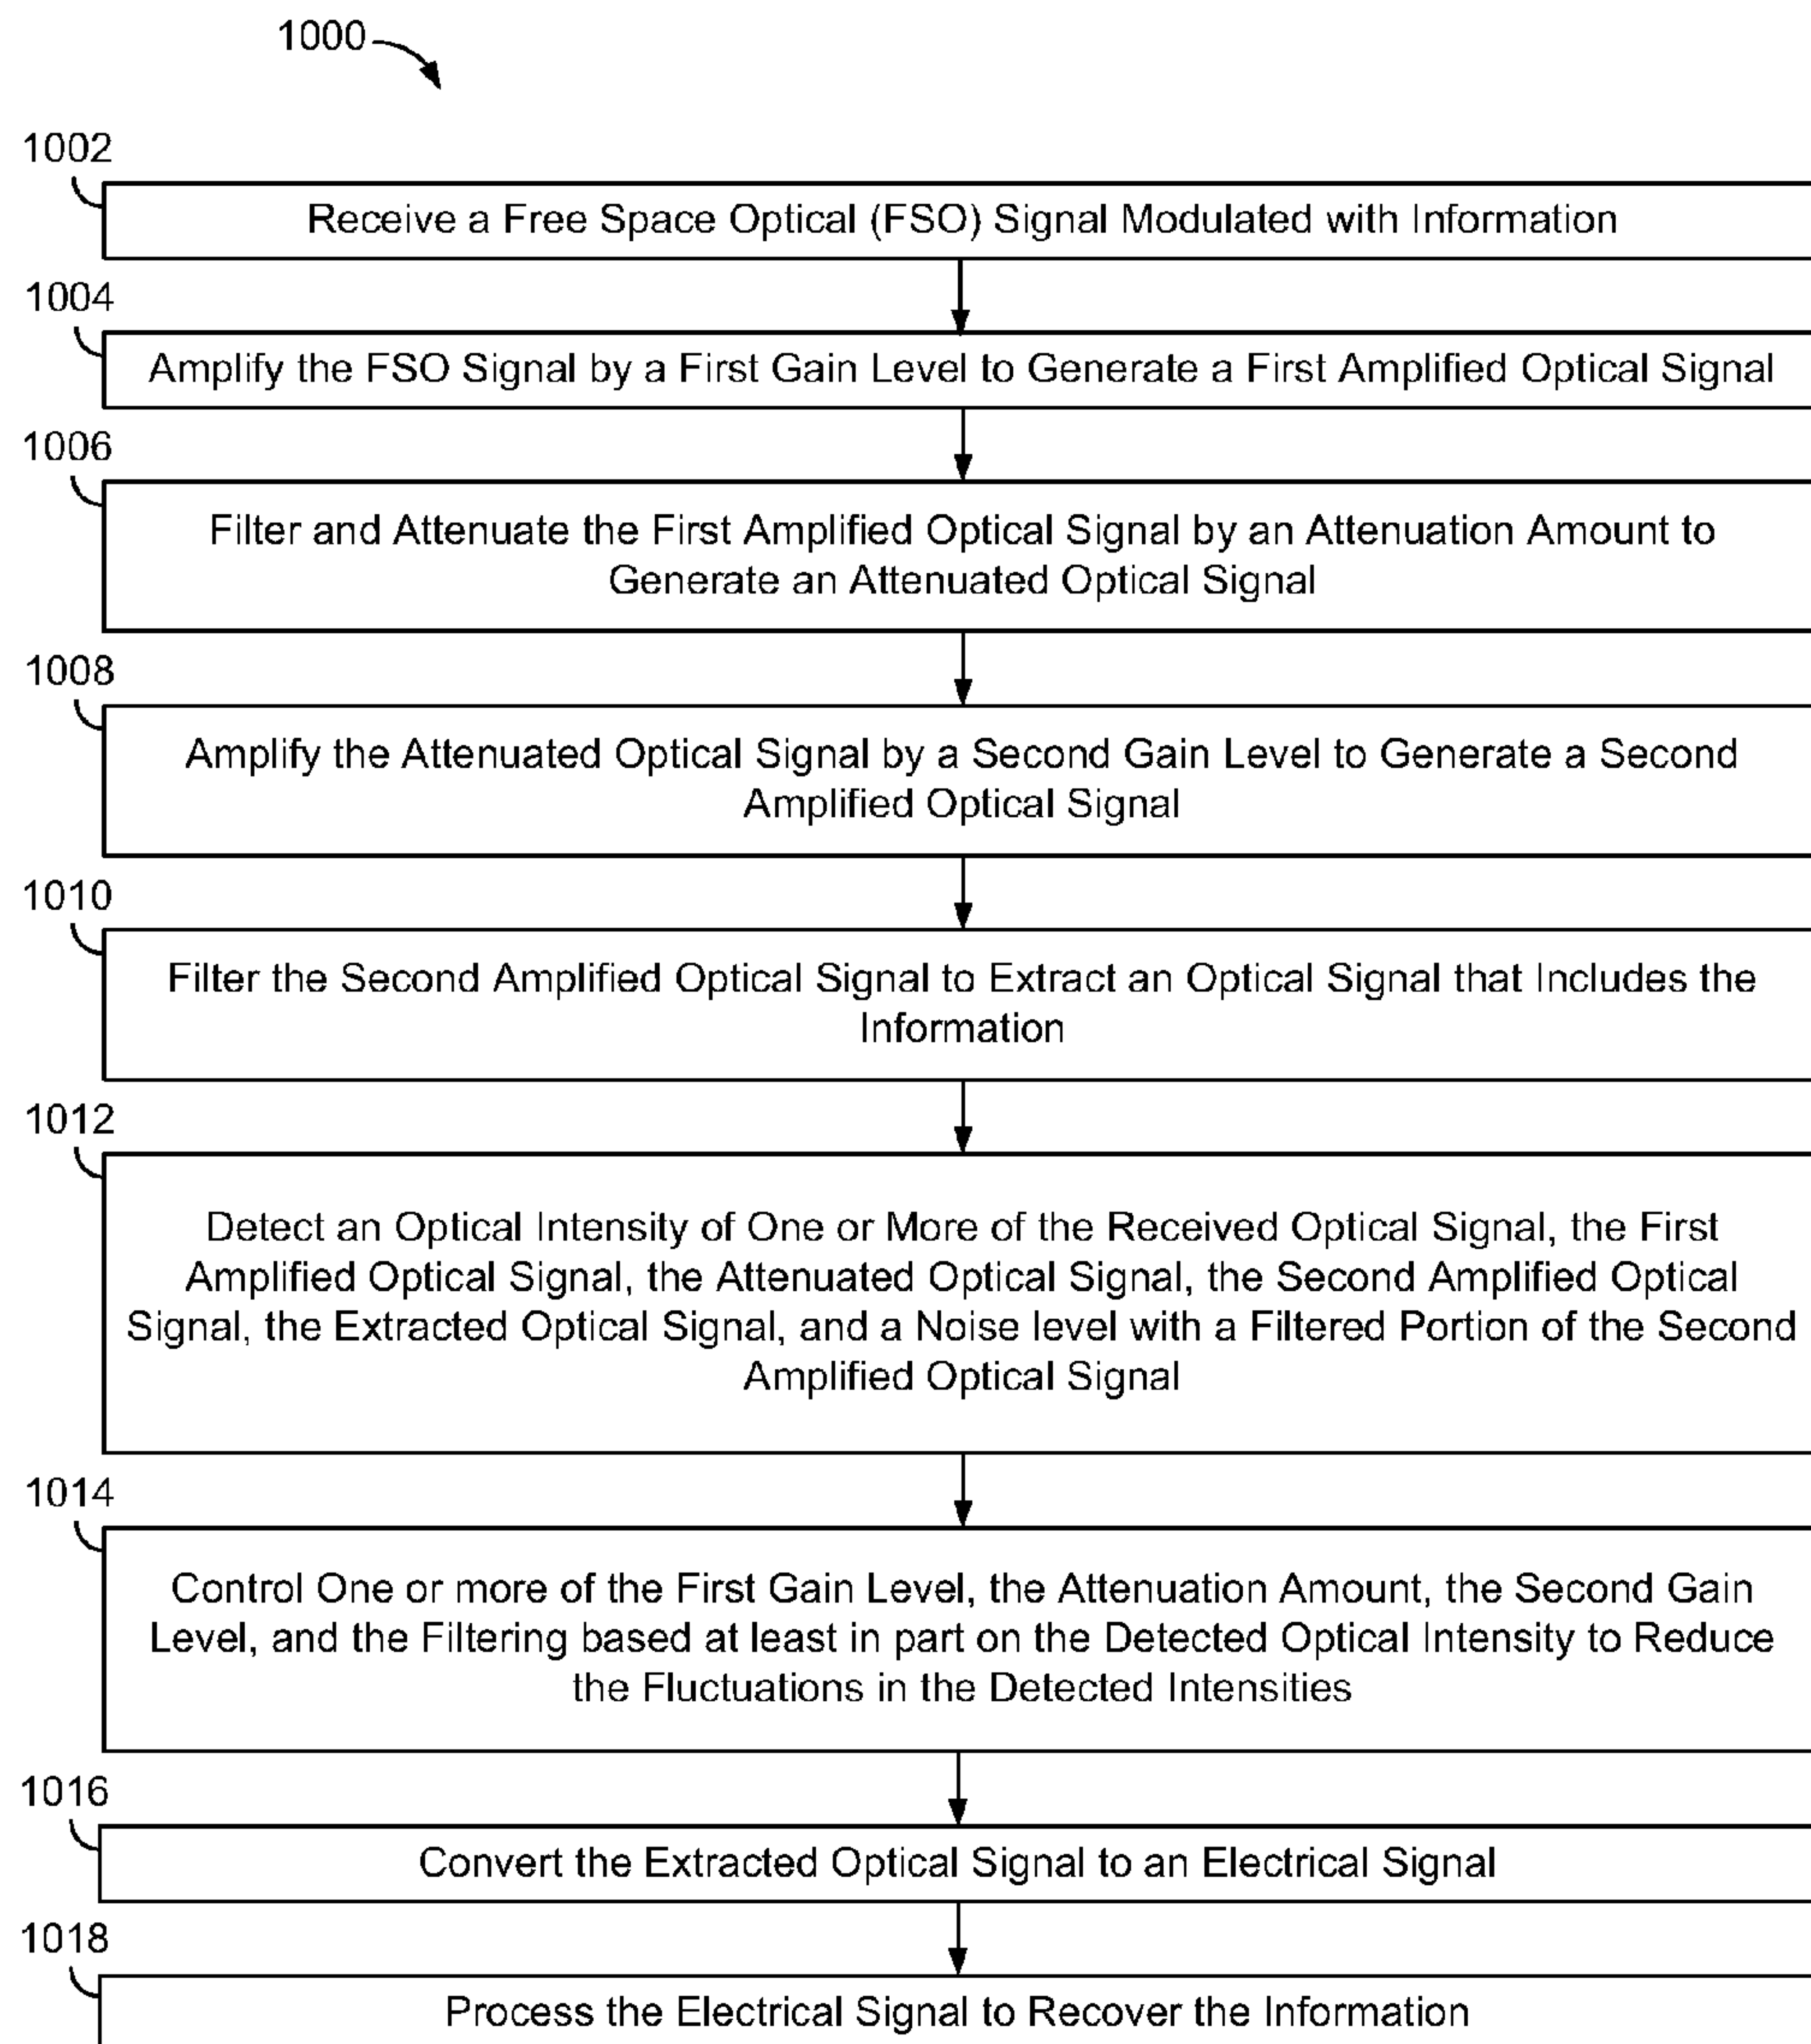 1000
1002
Receive a Free Space Optical (FSO) Signal Modulated with Information
1004
Amplify the FSO Signal by a First Gain Level to Generate a First Amplified Optical Signal
1006
Filter and Attenuate the First Amplified Optical Signal by an Attenuation Amount to
Generate an Attenuated Optical Signal
1008
Amplify the Attenuated Optical Signal by a Second Gain Level to Generate a Second
Amplified Optical Signal
1010
Filter the Second Amplified Optical Signal to Extract an Optical Signal that Includes the
Information
1012
Detect an Optical Intensity of One or More of the Received Optical Signal, the First
Amplified Optical Signal, the Attenuated Optical Signal, the Second Amplified Optical
Signal, the Extracted Optical Signal, and a Noise level with a Filtered Portion of the Second
Amplified Optical Signal
1014
Control One or more of the First Gain Level, the Attenuation Amount, the Second Gain
Level, and the Filtering based at least in part on the Detected Optical Intensity to Reduce
the Fluctuations in the Detected Intensities
1016
Convert the Extracted Optical Signal to an Electrical Signal
1018
Process the Electrical Signal to Recover the Information